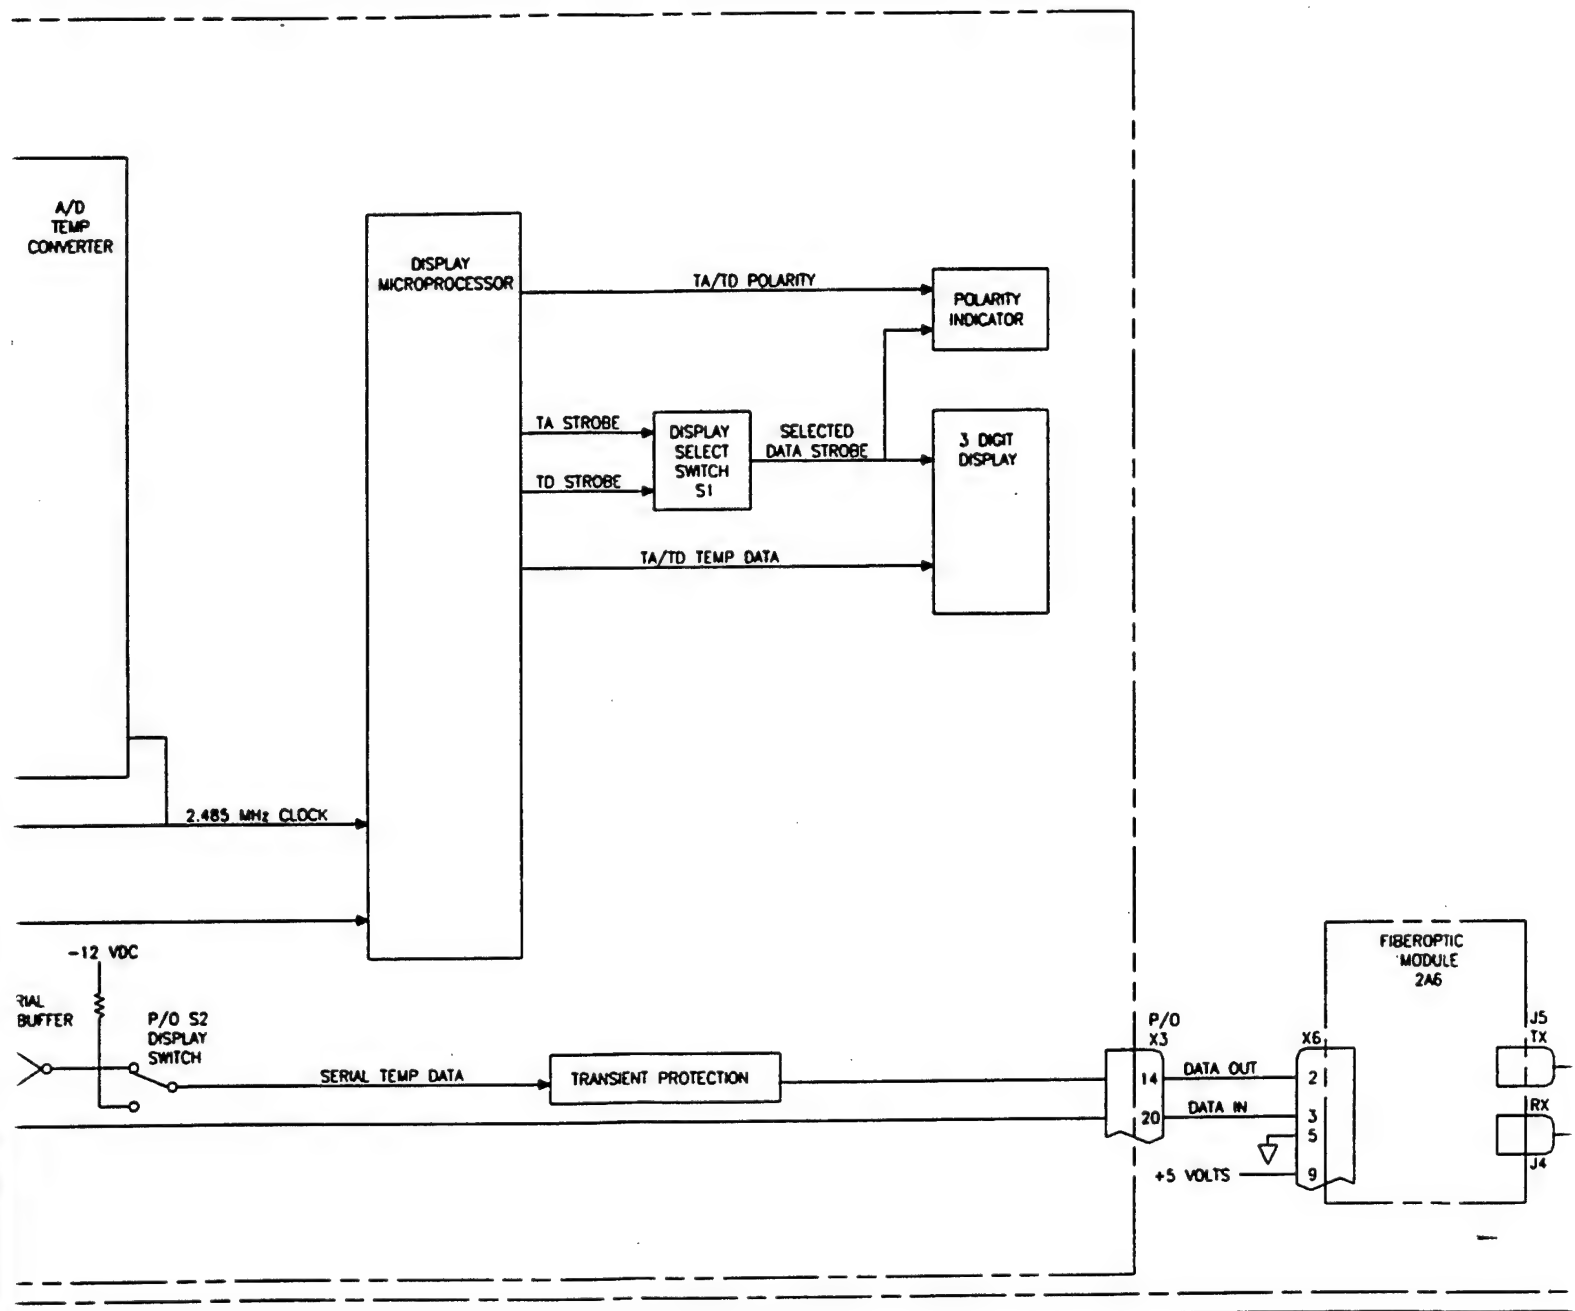 A/D
TEMP
CONVERTER
DISPLAY
MICROPROCESSOR
TA/TD POLARITY
POLARITY
INDICATOR
TA STROBE
TD STROBE
DISPLAY
SELECT
SWITCH
S1
SELECTED
DATA STROBE
3 DIGIT
DISPLAY
TA/TD TEMP DATA
2.485 MHz CLOCK
-12 VDC
RIAL
BUFFER
P/O S2
DISPLAY
SWITCH
SERIAL TEMP DATA
TRANSIENT PROTECTION
P/O
X3
14
20
DATA OUT
DATA IN
+5 VOLTS
X6
2
3
5
9
FIBEROPTIC
MODULE
2A6
J5
TX
RX
J4